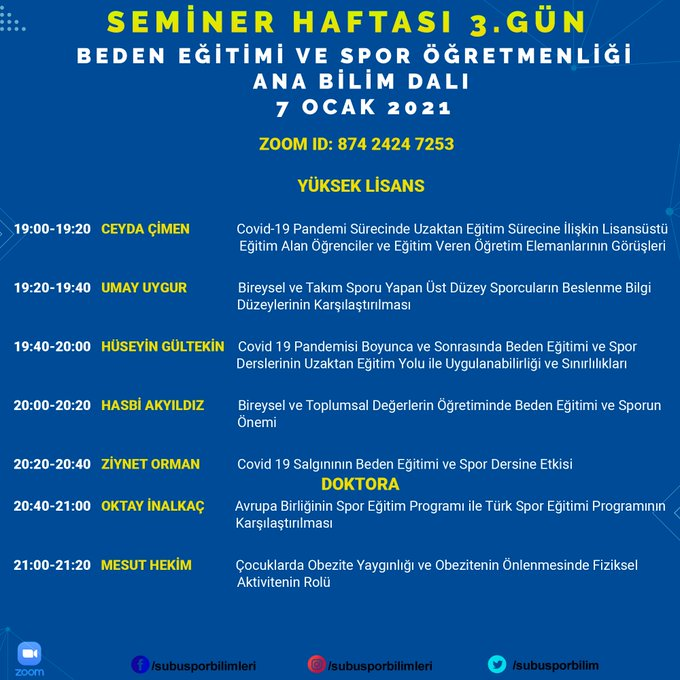 SEMİNER HAFTASI 3.GÜN
BEDEN EĞİTİMİ VE SPOR ÖĞRETMENLİĞİ
ANA BİLİM DALI
7 OCAK 2021
ZOOM ID: 874 2424 7253
YÜKSEK LİSANS
19:00-19:20 CEYDA ÇİMEN Covid-19 Pandemi Sürecinde Uzaktan Eğitim Sürecine İlişkin Lisansüstü
Eğitim Alan Öğrenciler ve Eğitim Veren Öğretim Elemanlarının Görüşleri
19:20-19:40 UMAY UYGUR Bireysel ve Takım Sporu Yapan Üst Düzey Sporcuların Beslenme Bilgi
Düzeylerinin Karşılaştırılması
19:40-20:00 HÜSEYİN GÜLTEKİN Covid 19 Pandemisi Boyunca ve Sonrasında Beden Eğitimi ve Spor
Derslerinin Uzaktan Eğitim Yolu ile Uygulanabilirliği ve Sınırlılıkları
20:00-20:20 HASBİ AKYILDIZ Bireysel ve Toplumsal Değerlerin Öğretiminde Beden Eğitimi ve Sporun
Önemi
20:20-20:40 ZİYNET ORMAN Covid 19 Salgınının Beden Eğitimi ve Spor Dersine Etkisi
DOKTORA
20:40-21:00 OKTAY İNALKAÇ Avrupa Birliğinin Spor Eğitim Programı ile Türk Spor Eğitimi Programının
Karşılaştırılması
21:00-21:20 MESUT HEKİM Çocuklarda Obezite Yaygınlığı ve Obezitenin Önlenmesinde Fiziksel
Aktivitenin Rolü
zoom /subusporbilimleri /subusporbilimleri /subusporbilim